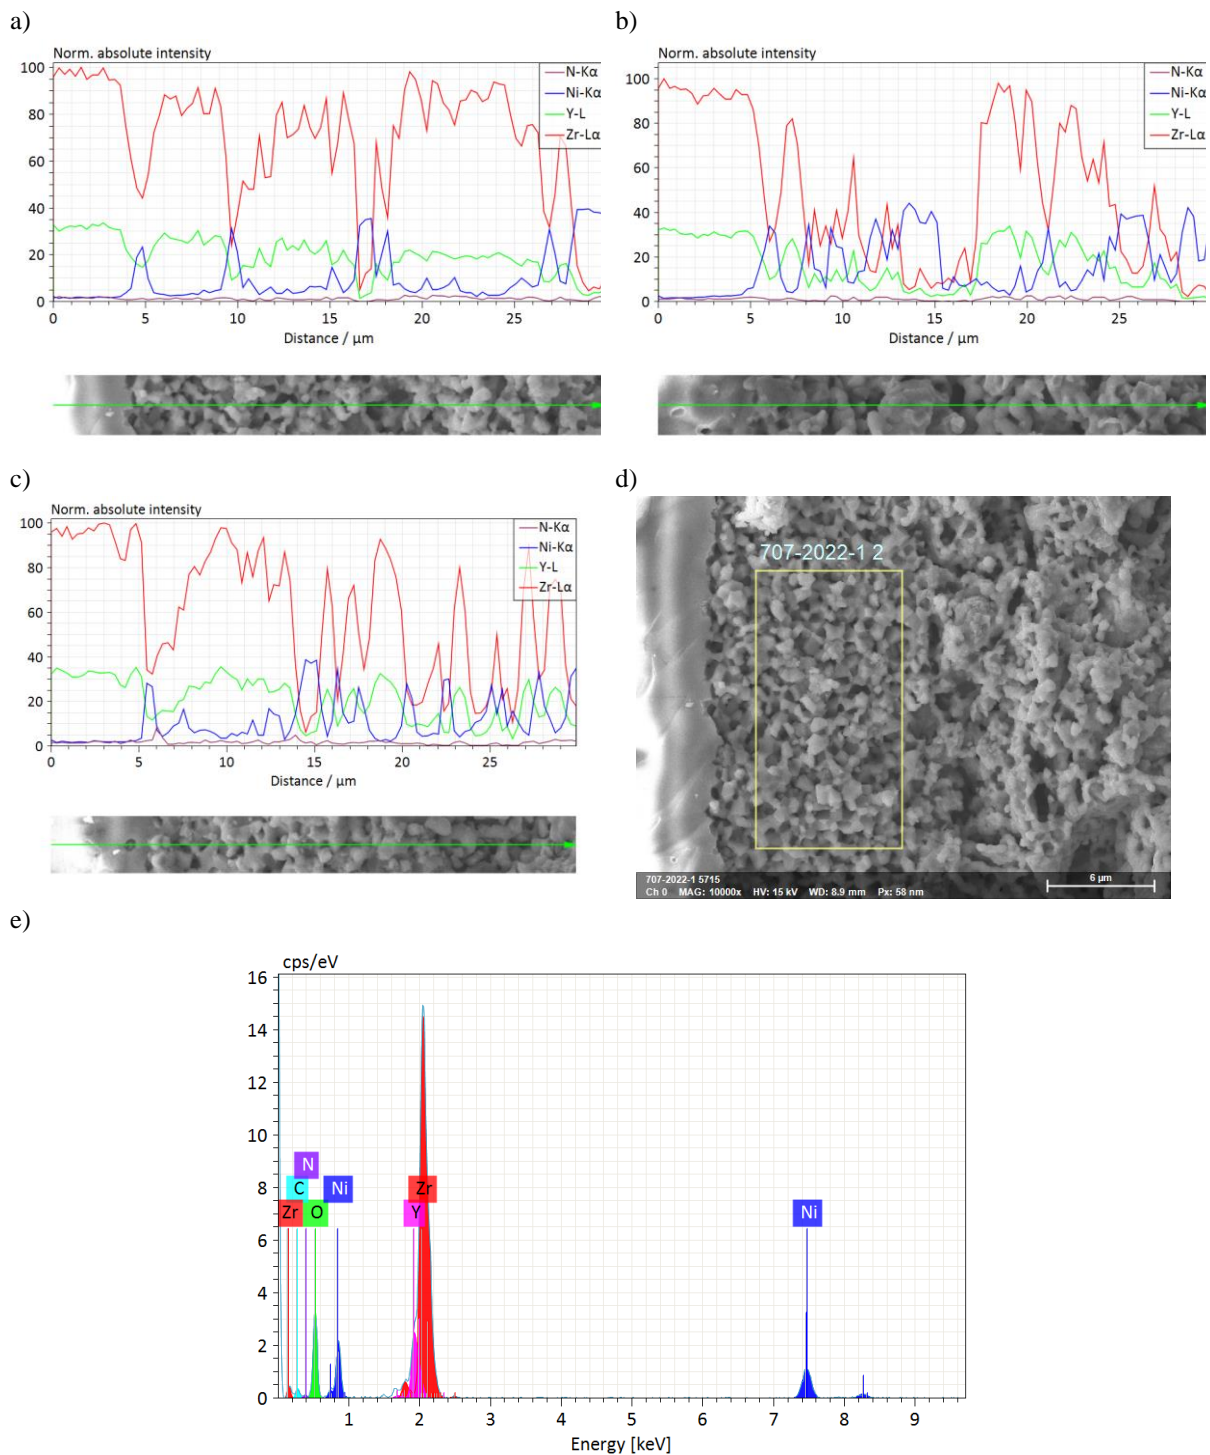 a)
Norm. absolute intensity
100
80
60
40
20
0
0 5 10 15 20 25
Distance / µm
N-Kα
Ni-Kα
Y-L
Zr-Lα
b)
Norm. absolute intensity
100
80
60
40
20
0
0 5 10 15 20 25
Distance / µm
N-Kα
Ni-Kα
Y-L
Zr-Lα
c)
Norm. absolute intensity
100
80
60
40
20
0
0 5 10 15 20 25
Distance / µm
N-Kα
Ni-Kα
Y-L
Zr-Lα
d)
707-2022-1 2
707-2022-1 5715
Ch 0 MAG: 10000x HV: 15 kV WD: 8.9 mm Px: 58 nm
6 µm
e)
cps/eV
16
14
12
10
8
6
4
2
0
N
C Ni Zr
Zr O Y Ni
1 2 3 4 5 6 7 8 9
Energy [keV]